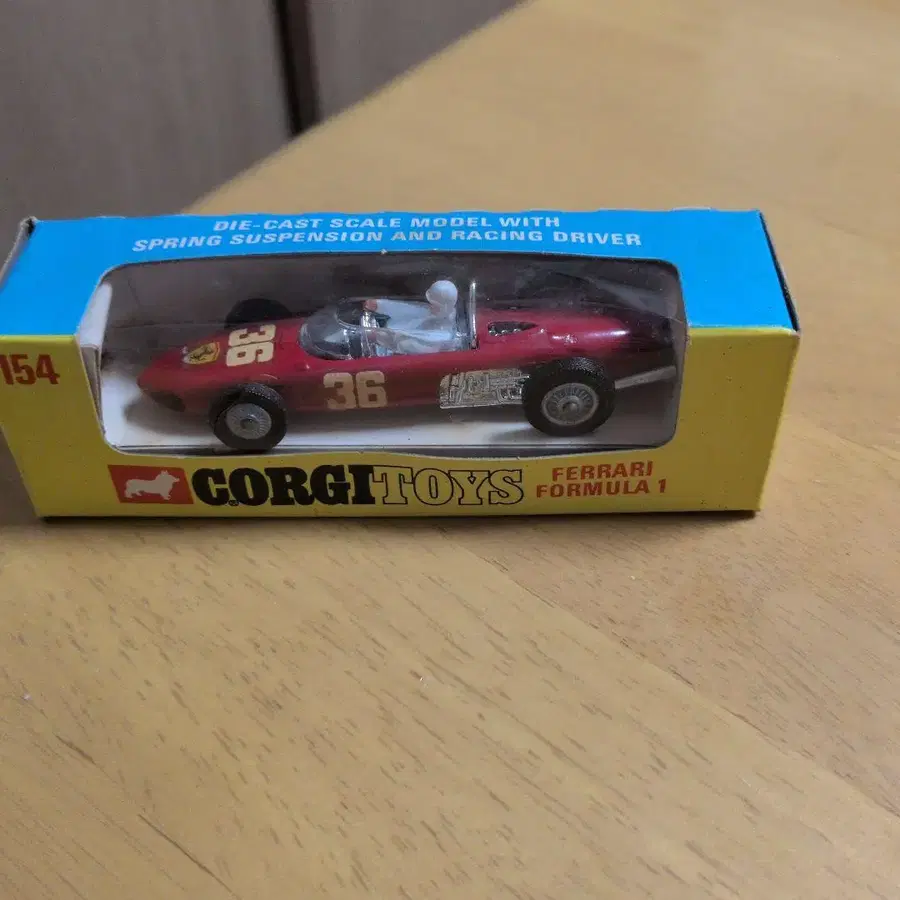 DIE-CAST SCALE MODEL WITH
SPRING SUSPENSION AND RACING DRIVER
154
36
36
CORGI TOYS
FERRARI
FORMULA 1